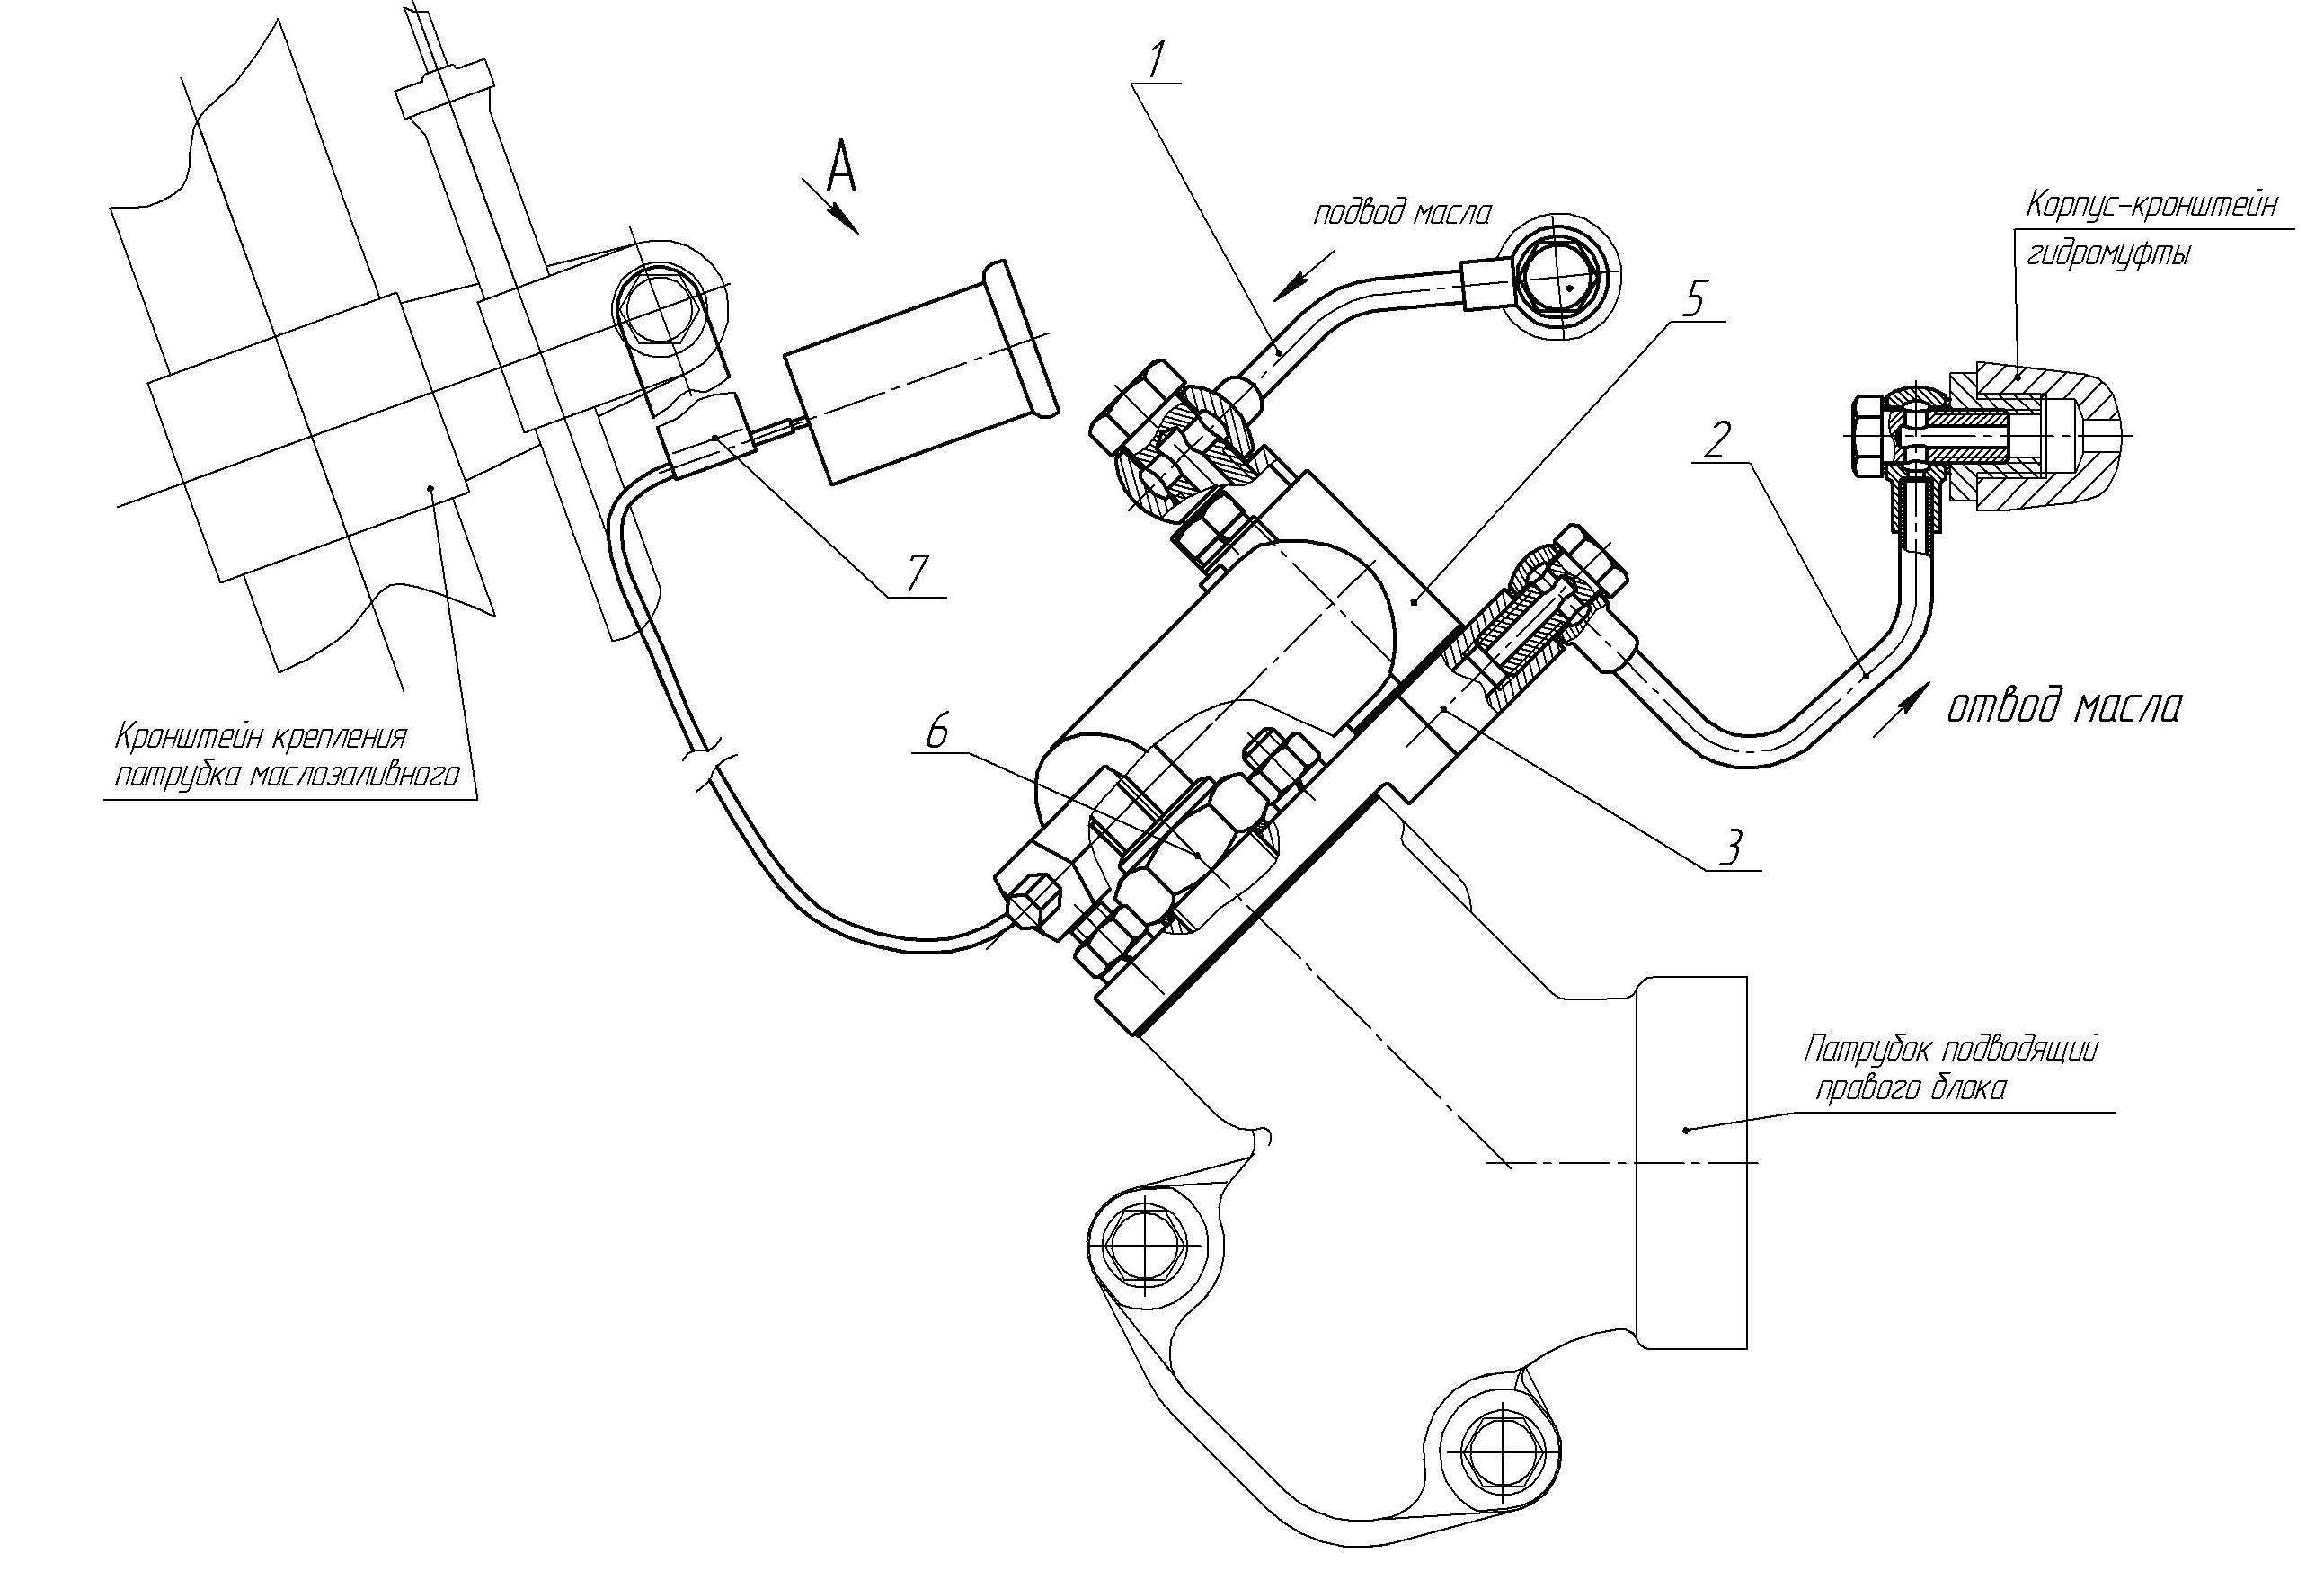 1
А
подвод масла
Корпус-кронштейн
гидромуфты
5
2
7
отвод масла
Кронштейн крепления
патрубка маслозаливного
6
3
Патрубок подводящий
правого блока